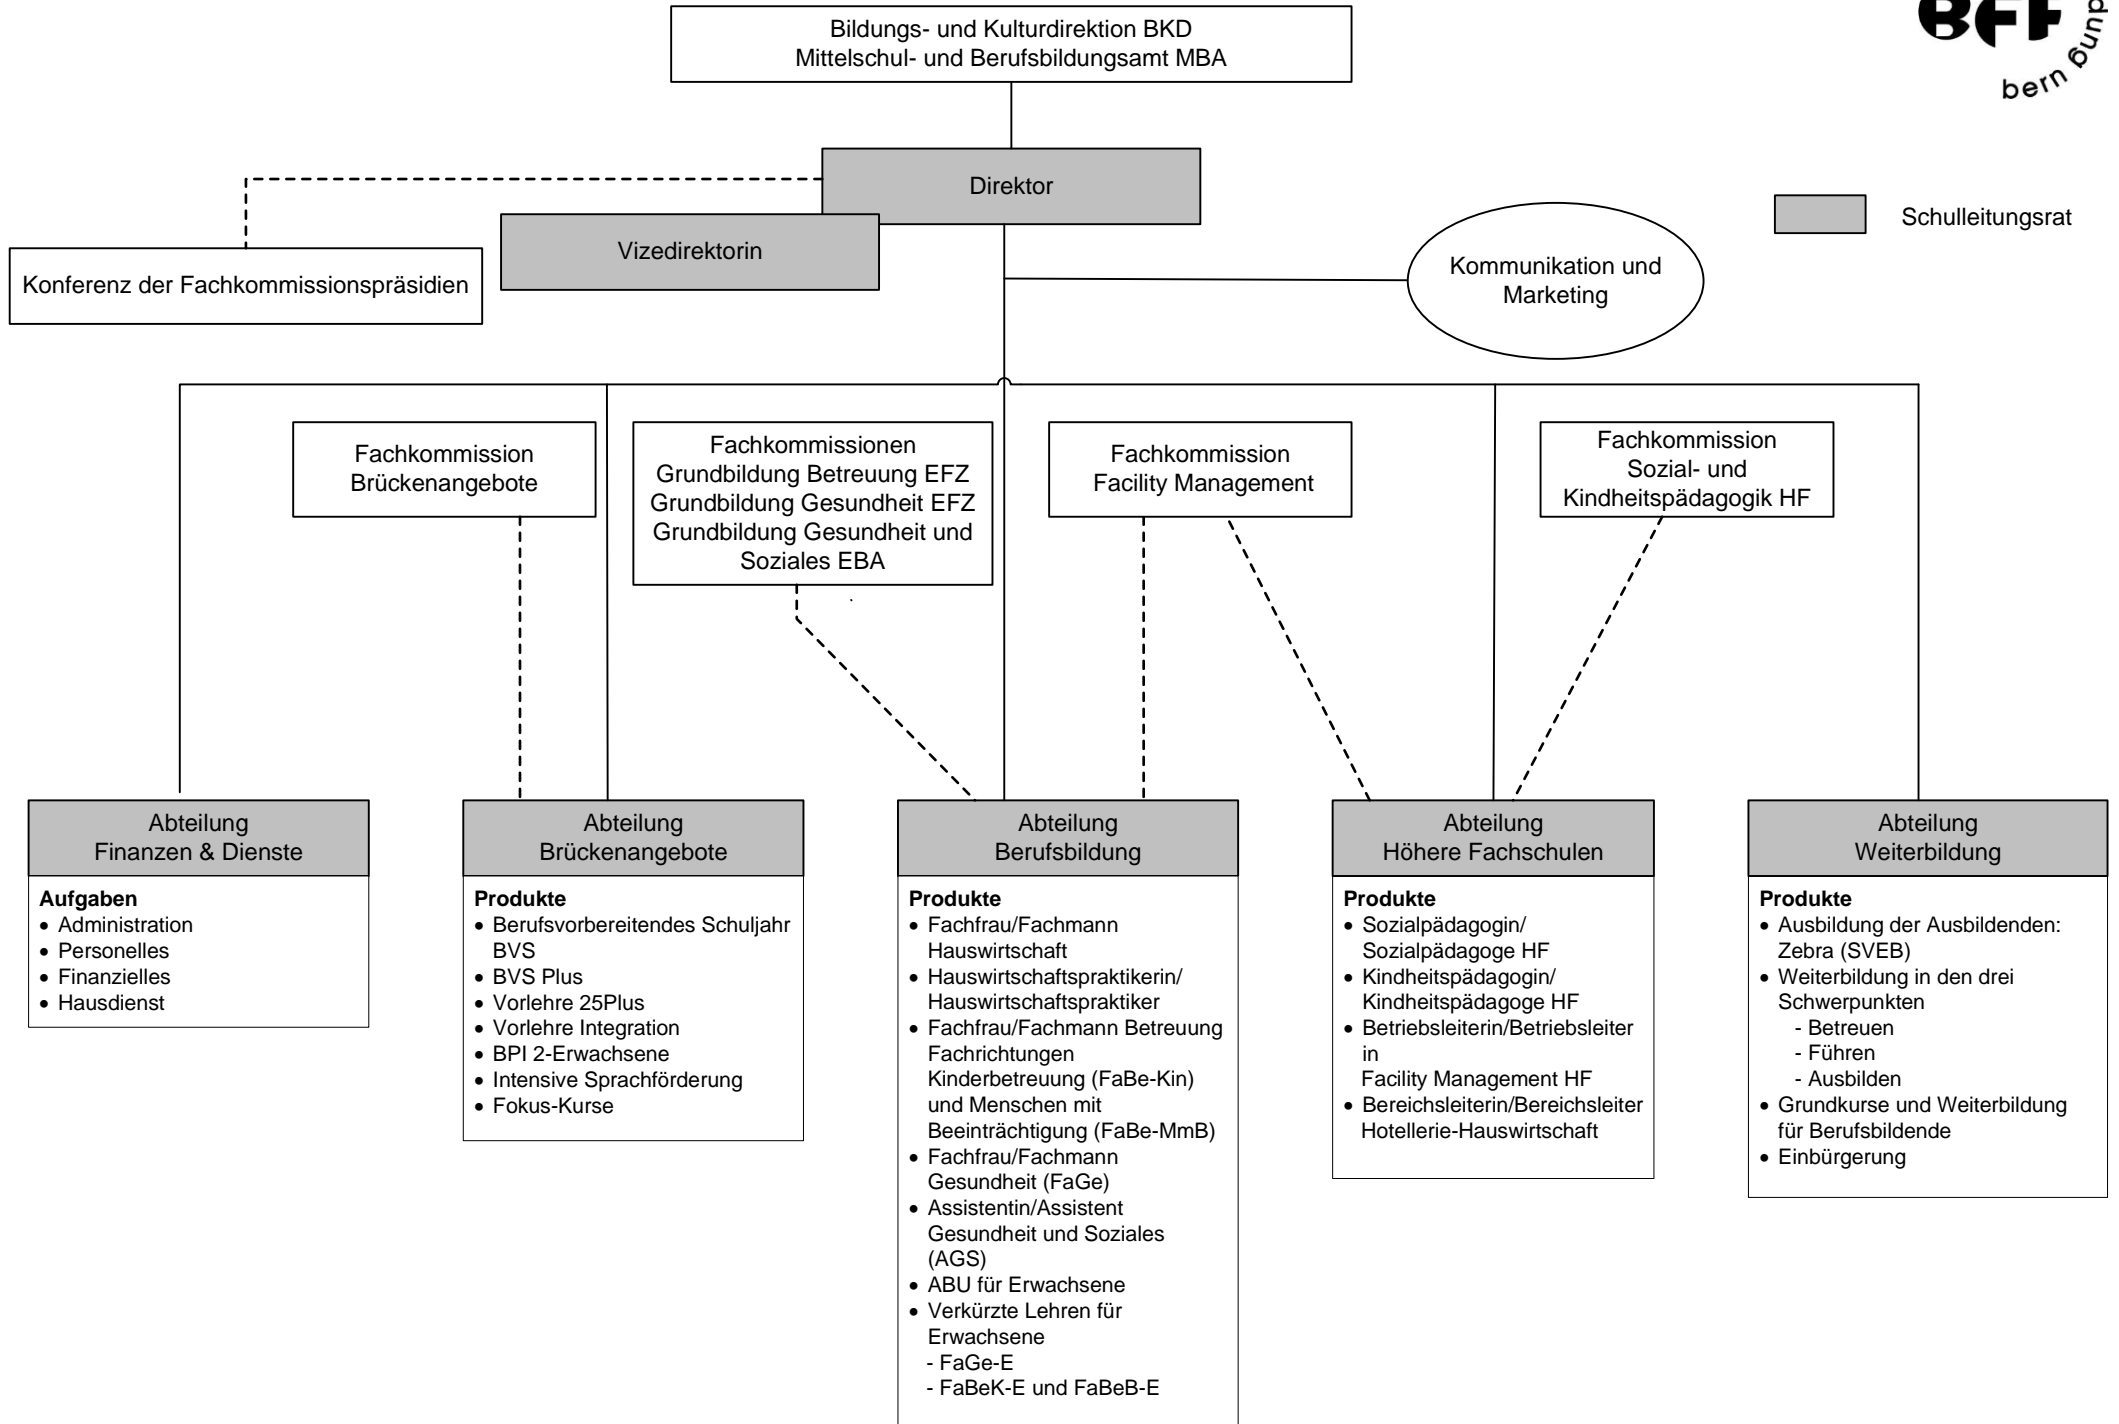 Bildungs- und Kulturdirektion BKD
Mittelschul- und Berufsbildungsamt MBA
BFF
bern
Direktor
Vizedirektorin
Schulleitungsrat
Konferenz der Fachkommissionspräsidien
Kommunikation und
Marketing
Fachkommission
Brückenangebote
Fachkommissionen
Grundbildung Betreuung EFZ
Grundbildung Gesundheit EFZ
Grundbildung Gesundheit und
Soziales EBA
Fachkommission
Facility Management
Fachkommission
Sozial- und
Kindheitspädagogik HF
Abteilung
Finanzen & Dienste
Aufgaben
• Administration
• Personelles
• Finanzielles
• Hausdienst
Abteilung
Brückenangebote
Produkte
• Berufsvorbereitendes Schuljahr
BVS
• BVS Plus
• Vorlehre 25Plus
• Vorlehre Integration
• BPI 2-Erwachsene
• Intensive Sprachförderung
• Fokus-Kurse
Abteilung
Berufsbildung
Produkte
• Fachfrau/Fachmann
Hauswirtschaft
• Hauswirtschaftspraktikerin/
Hauswirtschaftspraktiker
• Fachfrau/Fachmann Betreuung
Fachrichtungen
Kinderbetreuung (FaBe-Kin)
und Menschen mit
Beeinträchtigung (FaBe-MmB)
• Fachfrau/Fachmann
Gesundheit (FaGe)
• Assistentin/Assistent
Gesundheit und Soziales
(AGS)
• ABU für Erwachsene
• Verkürzte Lehren für
Erwachsene
- FaGe-E
- FaBeK-E und FaBeB-E
Abteilung
Höhere Fachschulen
Produkte
• Sozialpädagogin/
Sozialpädagoge HF
• Kindheitspädagogin/
Kindheitspädagoge HF
• Betriebsleiterin/Betriebsleiter
in
Facility Management HF
• Bereichsleiterin/Bereichsleiter
Hotellerie-Hauswirtschaft
Abteilung
Weiterbildung
Produkte
• Ausbildung der Ausbildenden:
Zebra (SVEB)
• Weiterbildung in den drei
Schwerpunkten
- Betreuen
- Führen
- Ausbilden
• Grundkurse und Weiterbildung
für Berufsbildende
• Einbürgerung